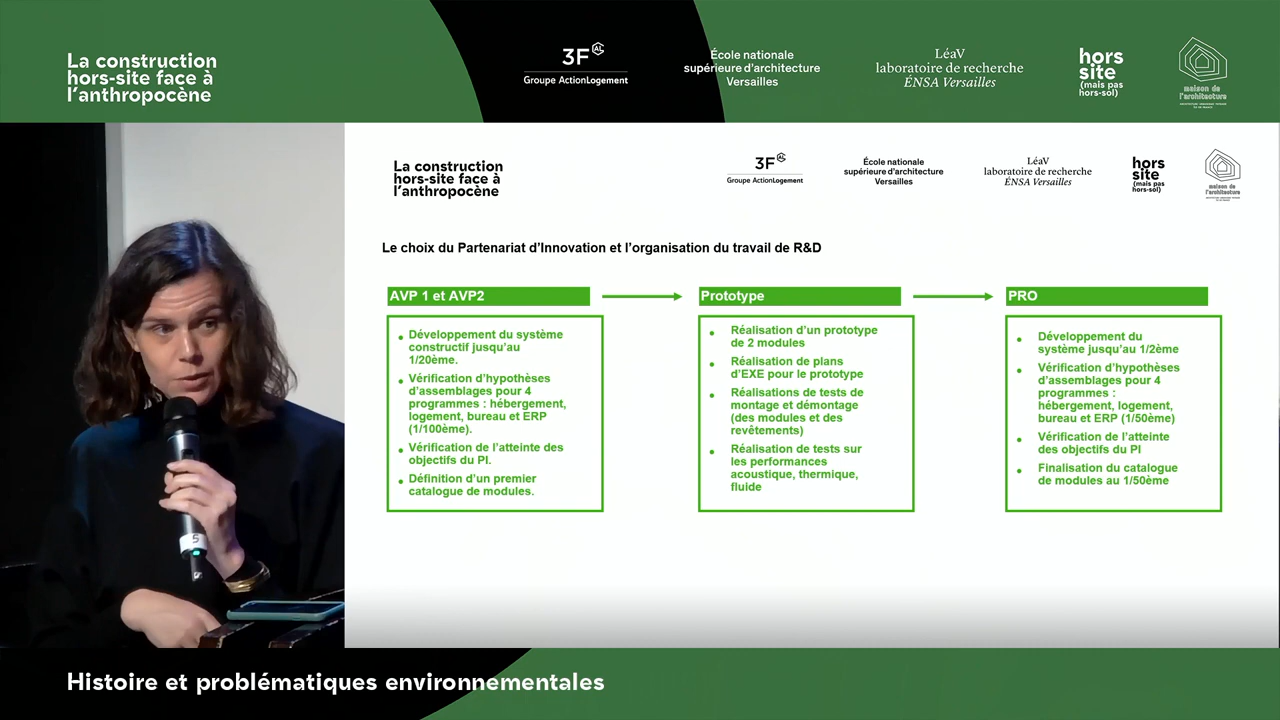 La construction
hors-site face à
l'anthropocène
3F AL
Groupe ActionLogement
École nationale
supérieure d'architecture
Versailles
LéaV
laboratoire de recherche
ÉNSA Versailles
hors
site
(mais pas
hors-sol)
maison de
l'architecture
La construction
hors-site face à
l'anthropocène
3F AL
Groupe ActionLogement
École nationale
supérieure d'architecture
Versailles
LéaV
laboratoire de recherche
ÉNSA Versailles
hors
site
(mais pas
hors-sol)
maison de
l'architecture
Le choix du Partenariat d'Innovation et l'organisation du travail de R&D
AVP 1 et AVP2
• Développement du système
constructif jusqu'au
1/20ème.
• Vérification d'hypothèses
d'assemblages pour 4
programmes : hébergement,
logement, bureau et ERP
(1/100ème).
• Vérification de l'atteinte des
objectifs du PI.
• Définition d'un premier
catalogue de modules.
Prototype
• Réalisation d'un prototype
de 2 modules
• Réalisation de plans
d'EXE pour le prototype
• Réalisations de tests de
montage et démontage
(des modules et des
revêtements)
• Réalisation de tests sur
les performances
acoustique, thermique,
fluide
PRO
• Développement du
système jusqu'au 1/2ème
• Vérification d'hypothèses
d'assemblages pour 4
programmes :
hébergement, logement,
bureau et ERP (1/50ème)
• Vérification de l'atteinte
des objectifs du PI
• Finalisation du catalogue
de modules au 1/50ème
5
Histoire et problématiques environnementales